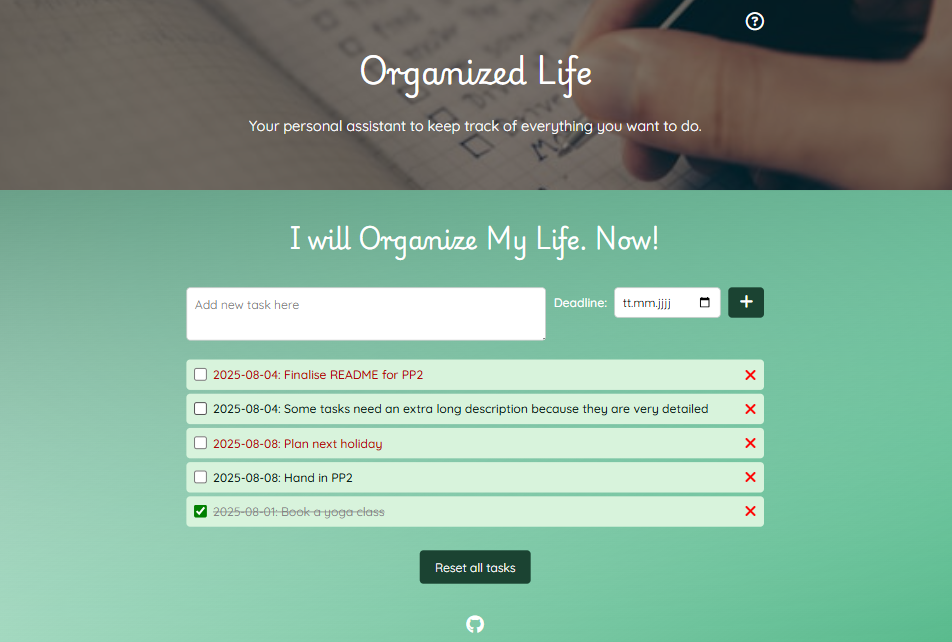 Organized Life
Your personal assistant to keep track of everything you want to do.
I will Organize My Life. Now!
Add new task here
Deadline:
tt.mm.jjjj
2025-08-04: Finalise README for PP2
2025-08-04: Some tasks need an extra long description because they are very detailed
2025-08-08: Plan next holiday
2025-08-08: Hand in PP2
2025-08-01: Book a yoga class
Reset all tasks